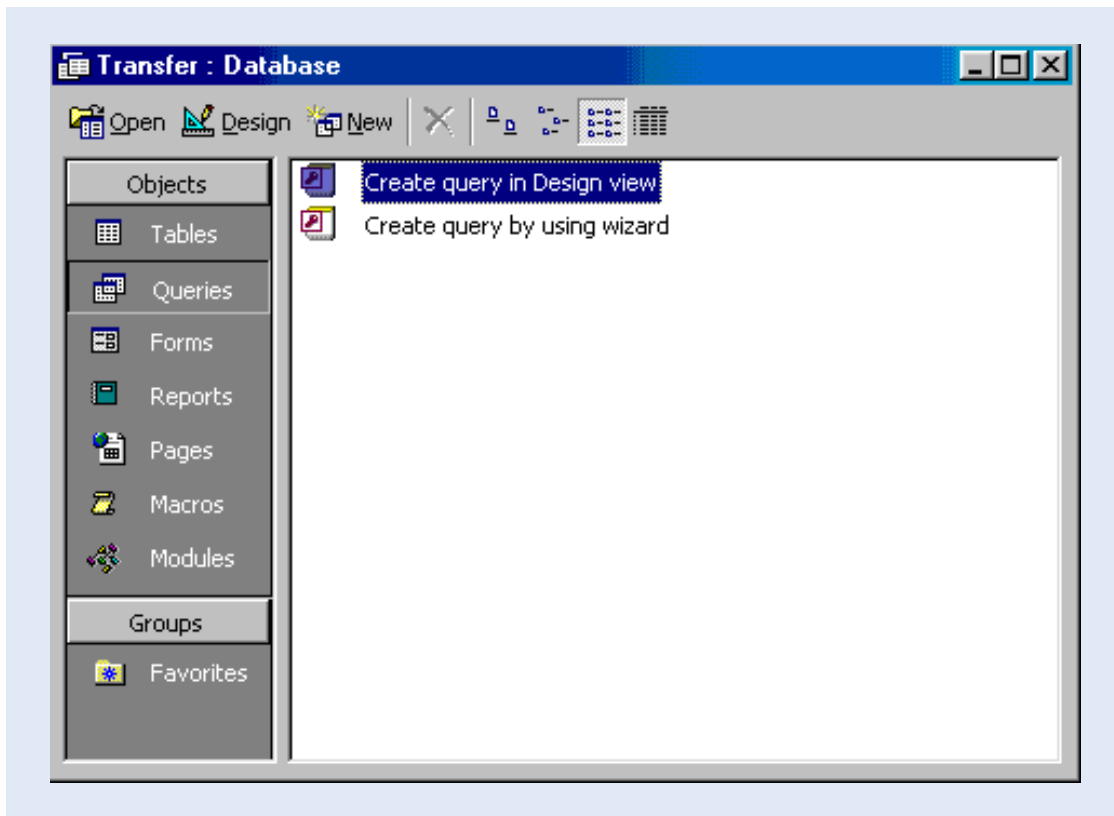 Transfer : Database
Open Design New
Objects
Tables
Queries
Forms
Reports
Pages
Macros
Modules
Groups
Favorites
Create query in Design view
Create query by using wizard